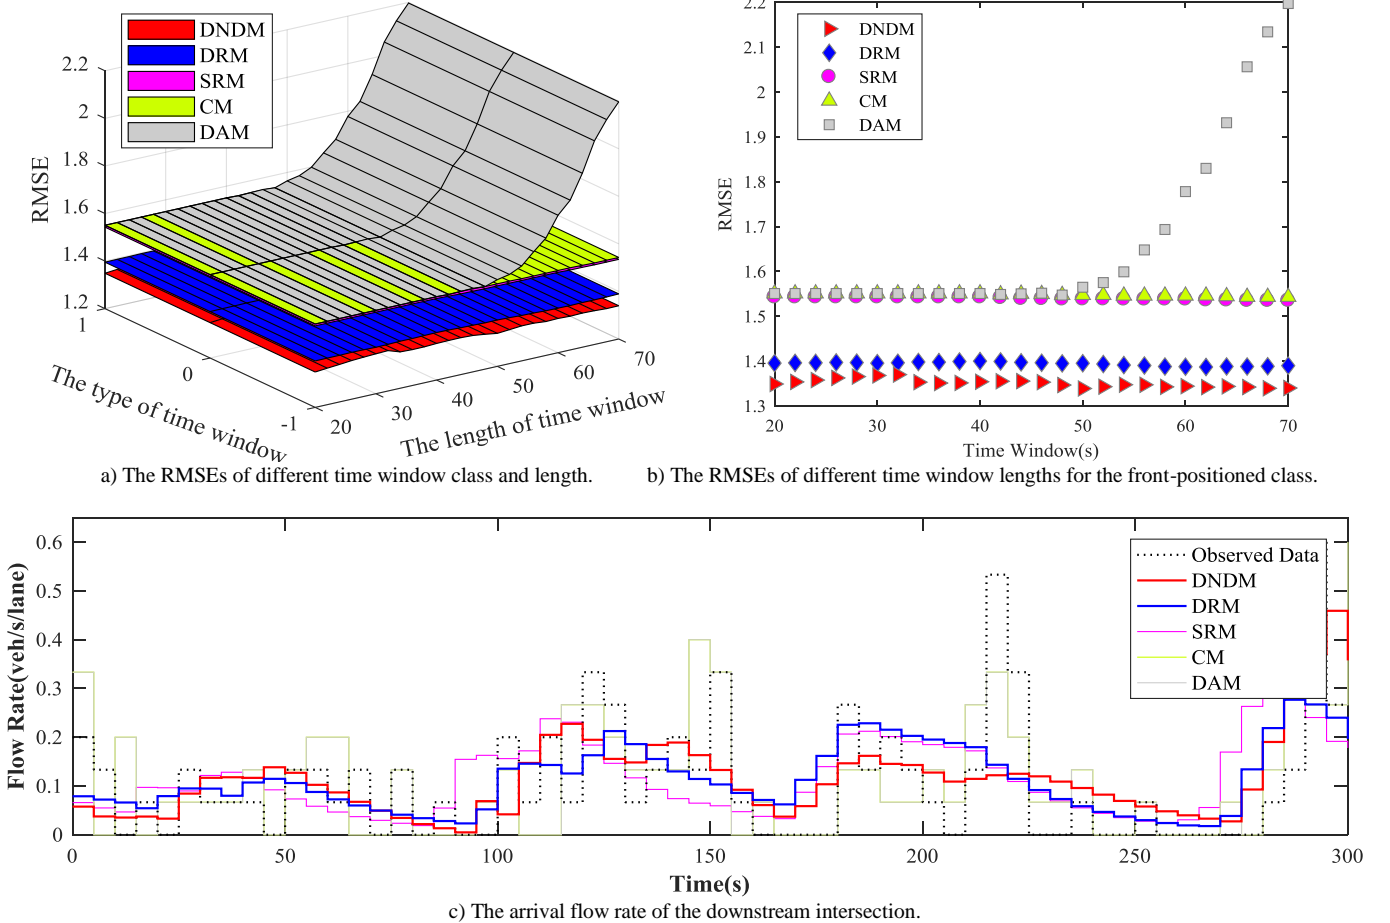 DNDM
DRM
SRM
CM
DAM
2.2
2
1.8
1.6
1.4
1.2
RMSE
1
0
-1
The type of time window
20
30
40
50
60
70
The length of time window
a) The RMSEs of different time window class and length.
2.2
2.1
2
1.9
1.8
1.7
1.6
1.5
1.4
1.3
RMSE
DNDM
DRM
SRM
CM
DAM
20
30
40
50
60
70
Time Window(s)
b) The RMSEs of different time window lengths for the front-positioned class.
0.6
0.5
0.4
0.3
0.2
0.1
0
Flow Rate(veh/s/lane)
Observed Data
DNDM
DRM
SRM
CM
DAM
0
50
100
150
200
250
300
Time(s)
c) The arrival flow rate of the downstream intersection.